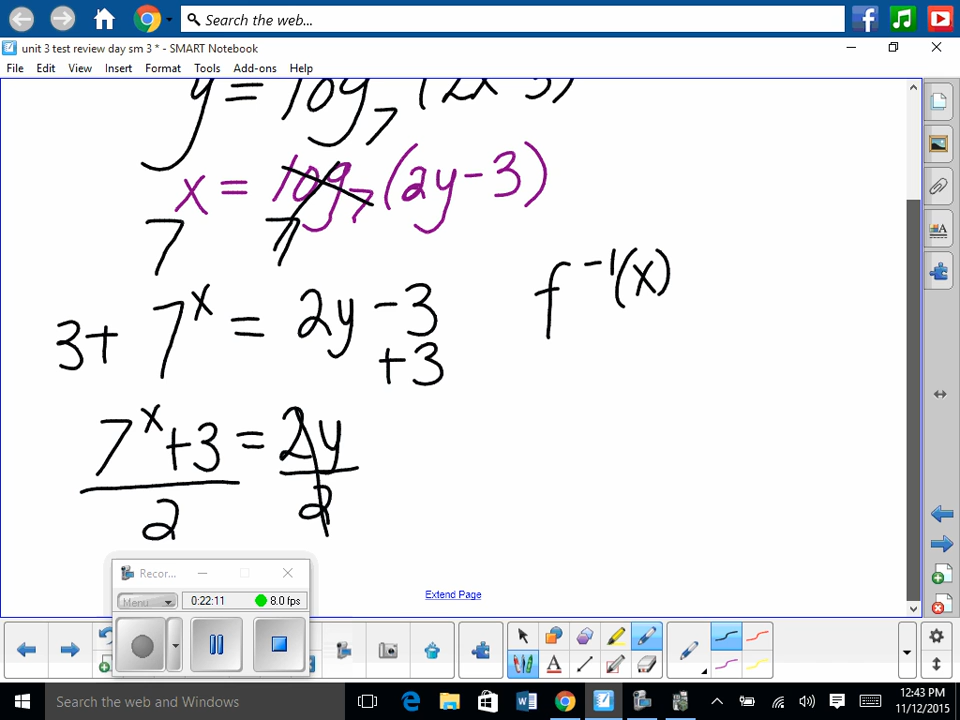 Search the web...
unit 3 test review day sm 3 * - SMART Notebook
File Edit View Insert Format Tools Add-ons Help
y = log₇ (2x-3)
x = log₇ (2y-3)
7 7
f⁻¹(x)
3+ 7ˣ = 2y - 3
+3
7ˣ+3 = 2y
2 2
Extend Page
Recor...
Menu 0:22:11 8.0 fps
Search the web and Windows
12:43 PM
11/12/2015